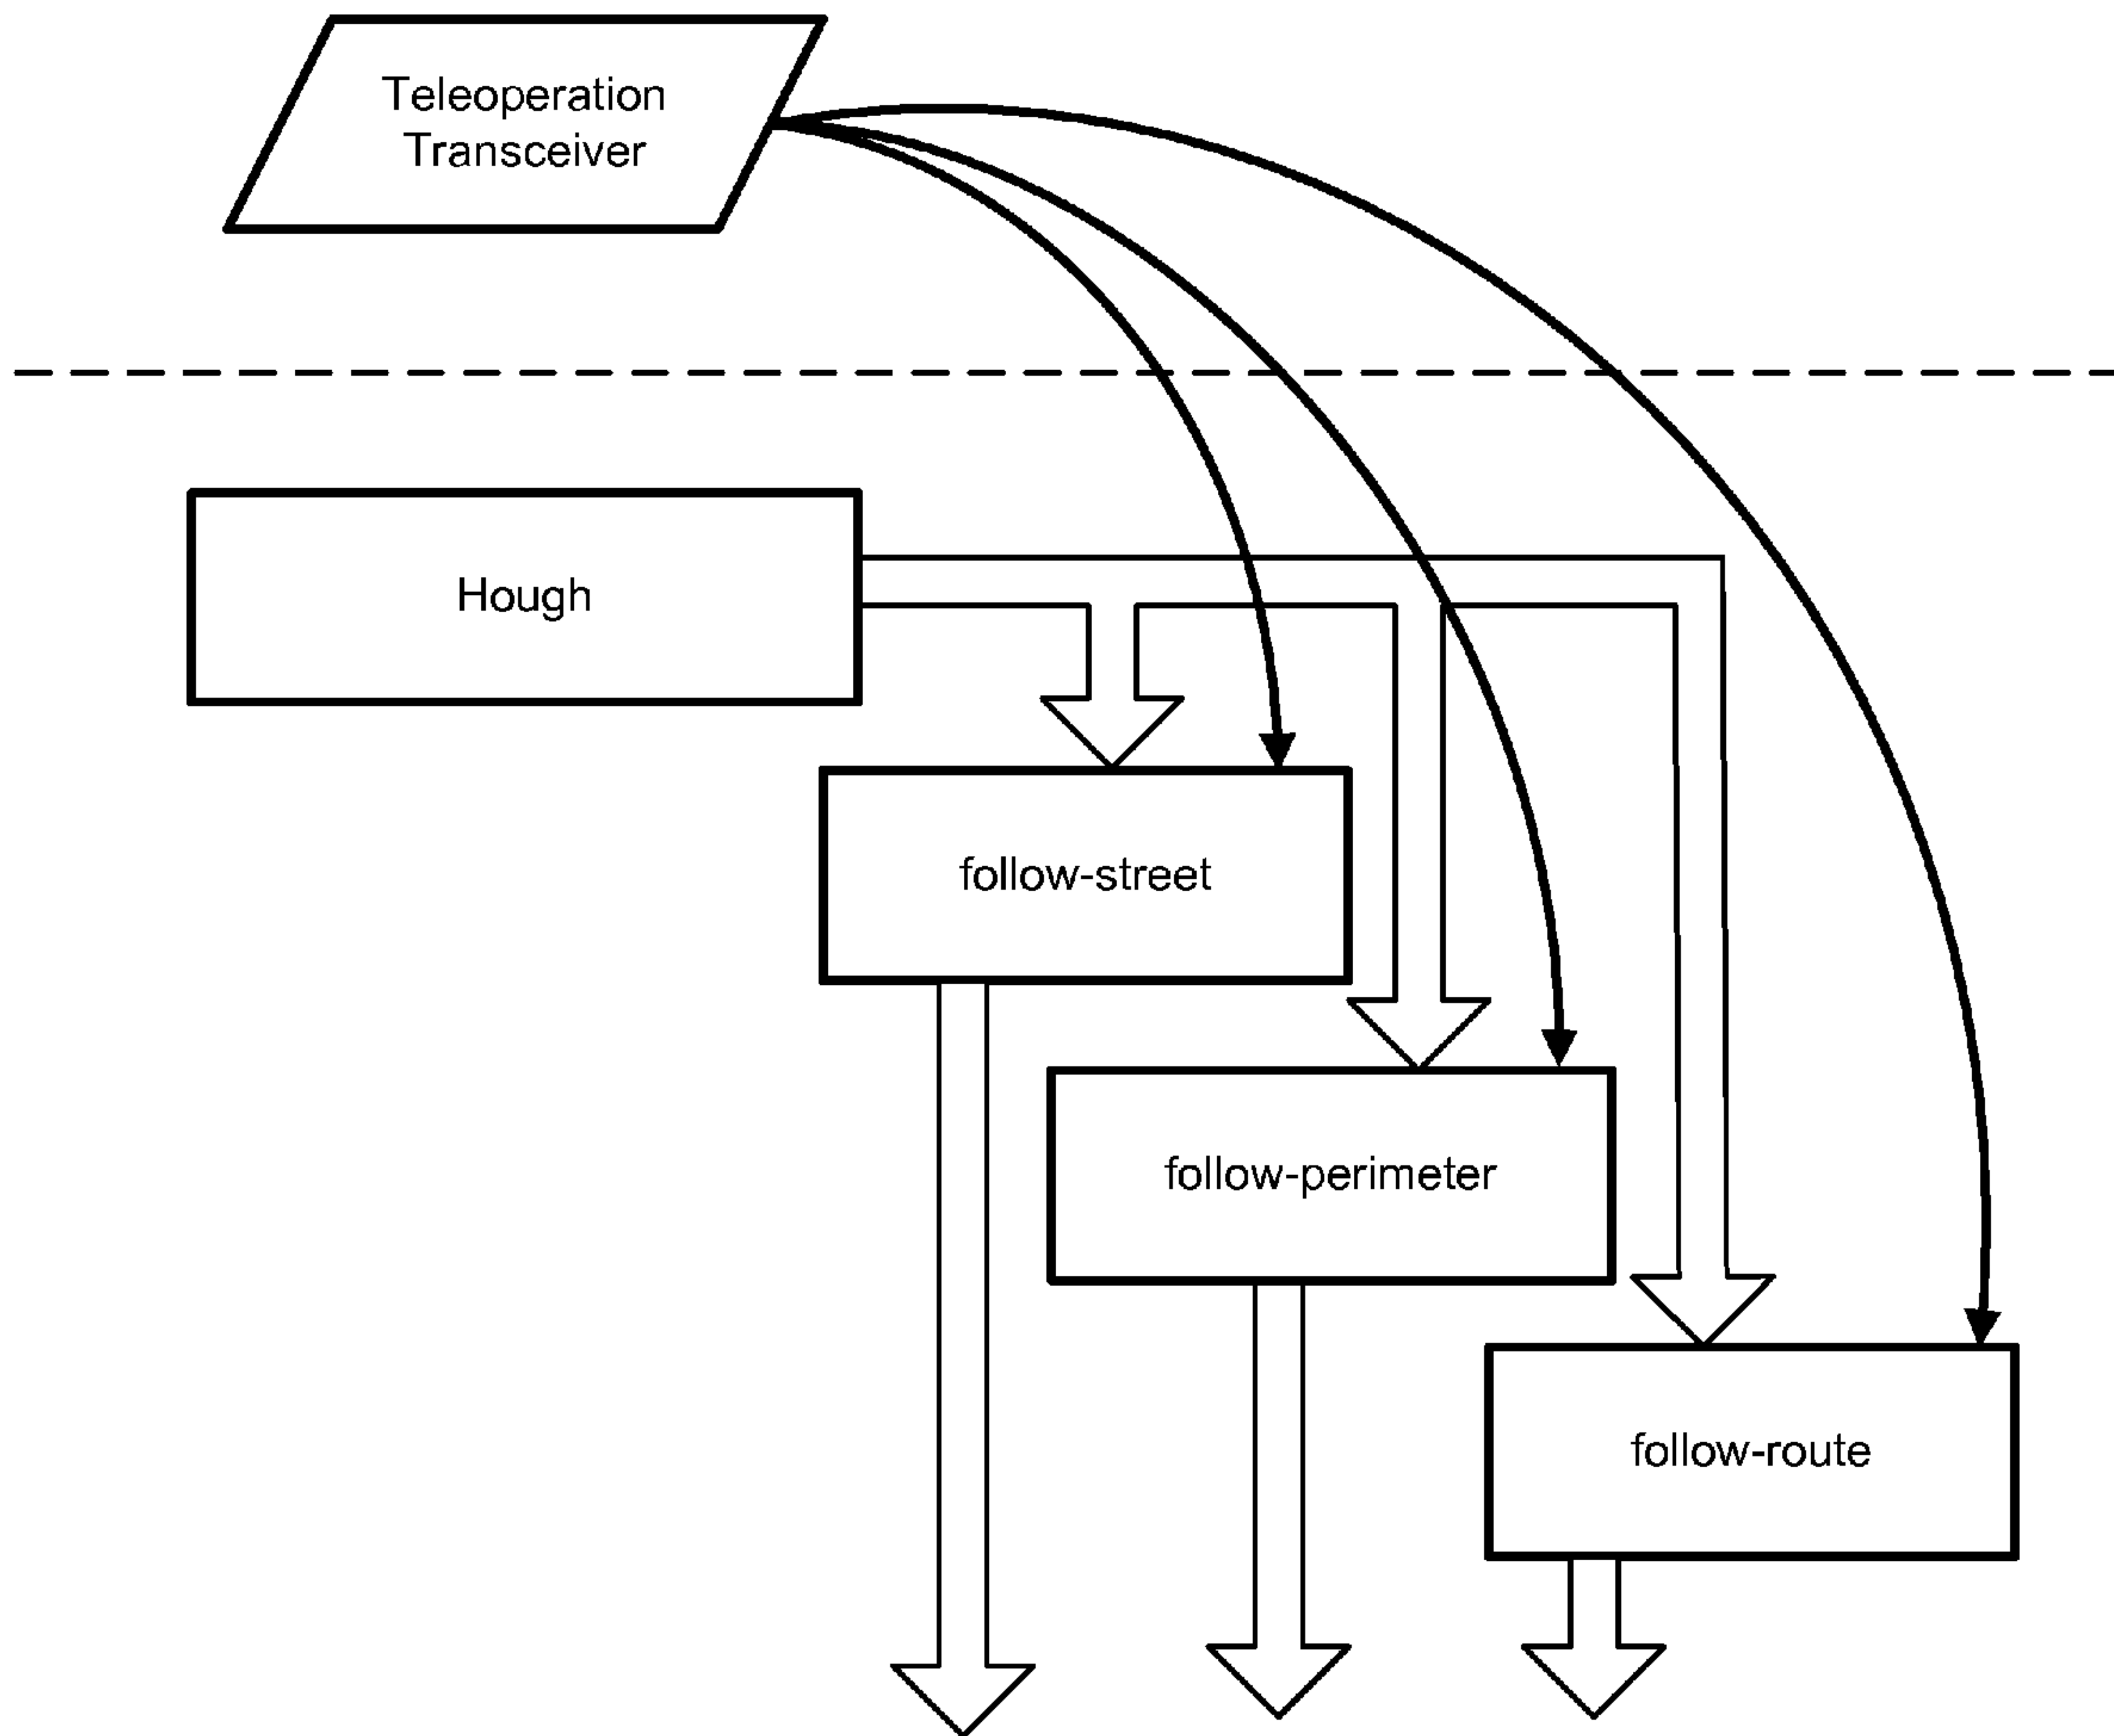 Teleoperation
Transceiver
Hough
follow-street
follow-perimeter
follow-route